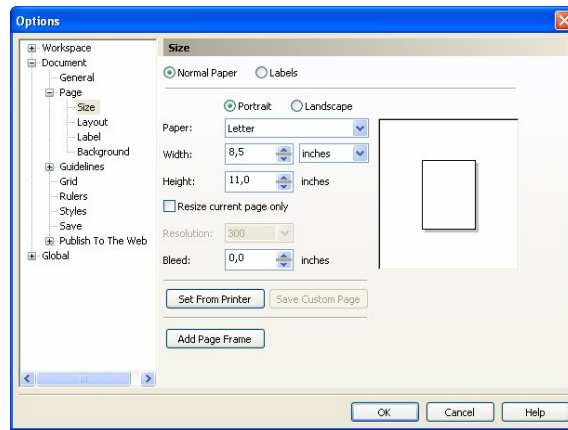 Options
Workspace
Document
General
Page
Size
Layout
Label
Background
Guidelines
Grid
Rulers
Styles
Save
Publish To The Web
Global
Size
Normal Paper Labels
Portrait Landscape
Paper: Letter
Width: 8,5 inches
Height: 11,0 inches
Resize current page only
Resolution: 300
Bleed: 0,0 inches
Set From Printer Save Custom Page
Add Page Frame
OK Cancel Help